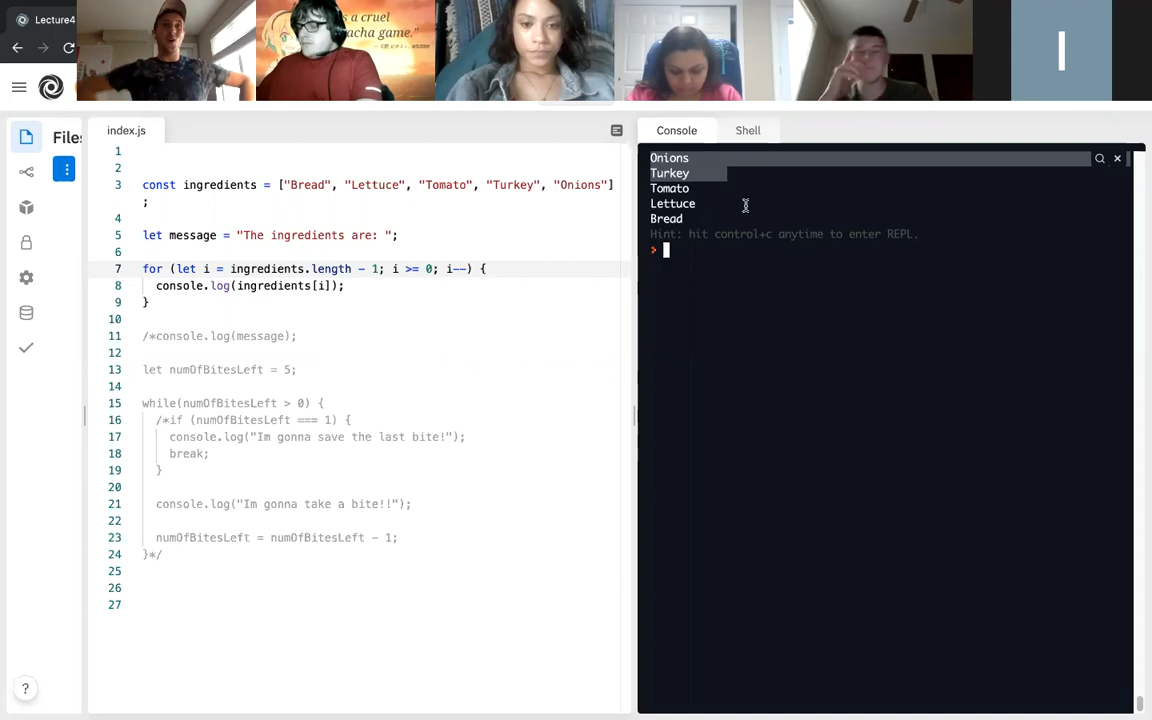 Lecture4
's a cruel
acha game."
I
Files
index.js
Console
Shell
1
2
3 const ingredients = ["Bread", "Lettuce", "Tomato", "Turkey", "Onions"]
;
4
5 let message = "The ingredients are: ";
6
7 for (let i = ingredients.length - 1; i >= 0; i--) {
8 console.log(ingredients[i]);
9 }
10
11 /*console.log(message);
12
13 let numOfBitesLeft = 5;
14
15 while(numOfBitesLeft > 0) {
16 /*if (numOfBitesLeft === 1) {
17 console.log("Im gonna save the last bite!");
18 break;
19 }
20
21 console.log("Im gonna take a bite!!");
22
23 numOfBitesLeft = numOfBitesLeft - 1;
24 }*/
25
26
27
Onions
Turkey
Tomato
Lettuce
Bread
Hint: hit control+c anytime to enter REPL.
>
?